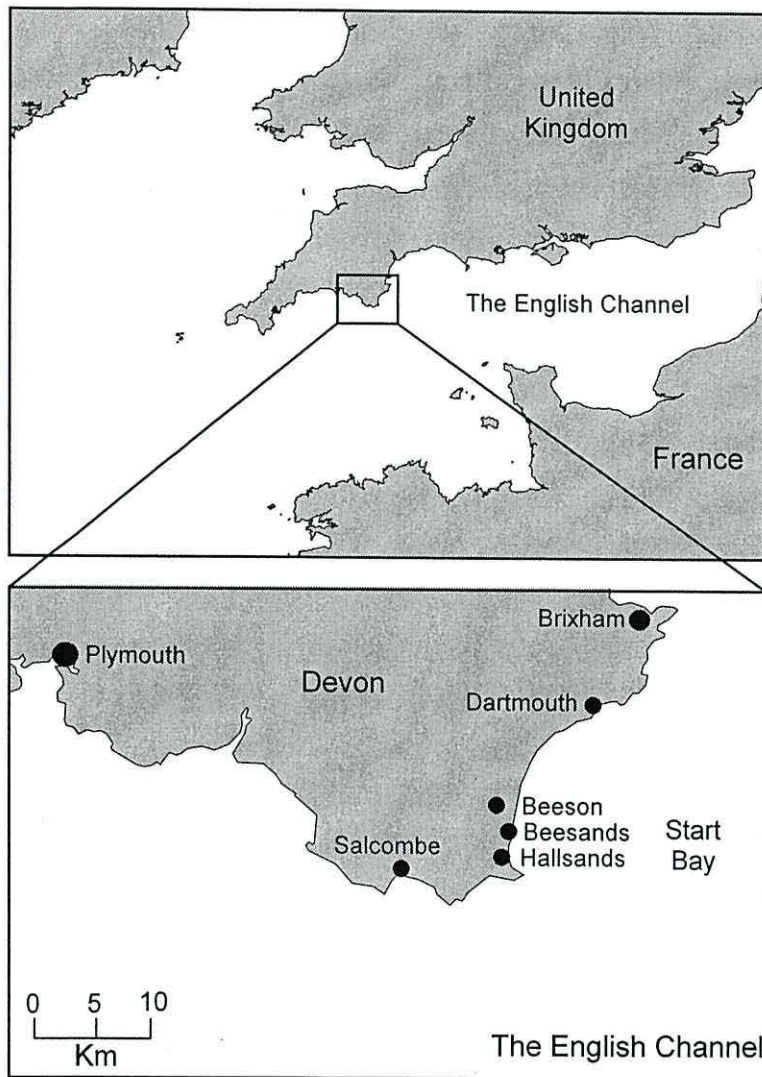 United
Kingdom
The English Channel
France
Brixham
Plymouth
Devon
Dartmouth
Beeson
Beesands
Start
Bay
Hallsands
Salcombe
0 5 10
Km
The English Channel